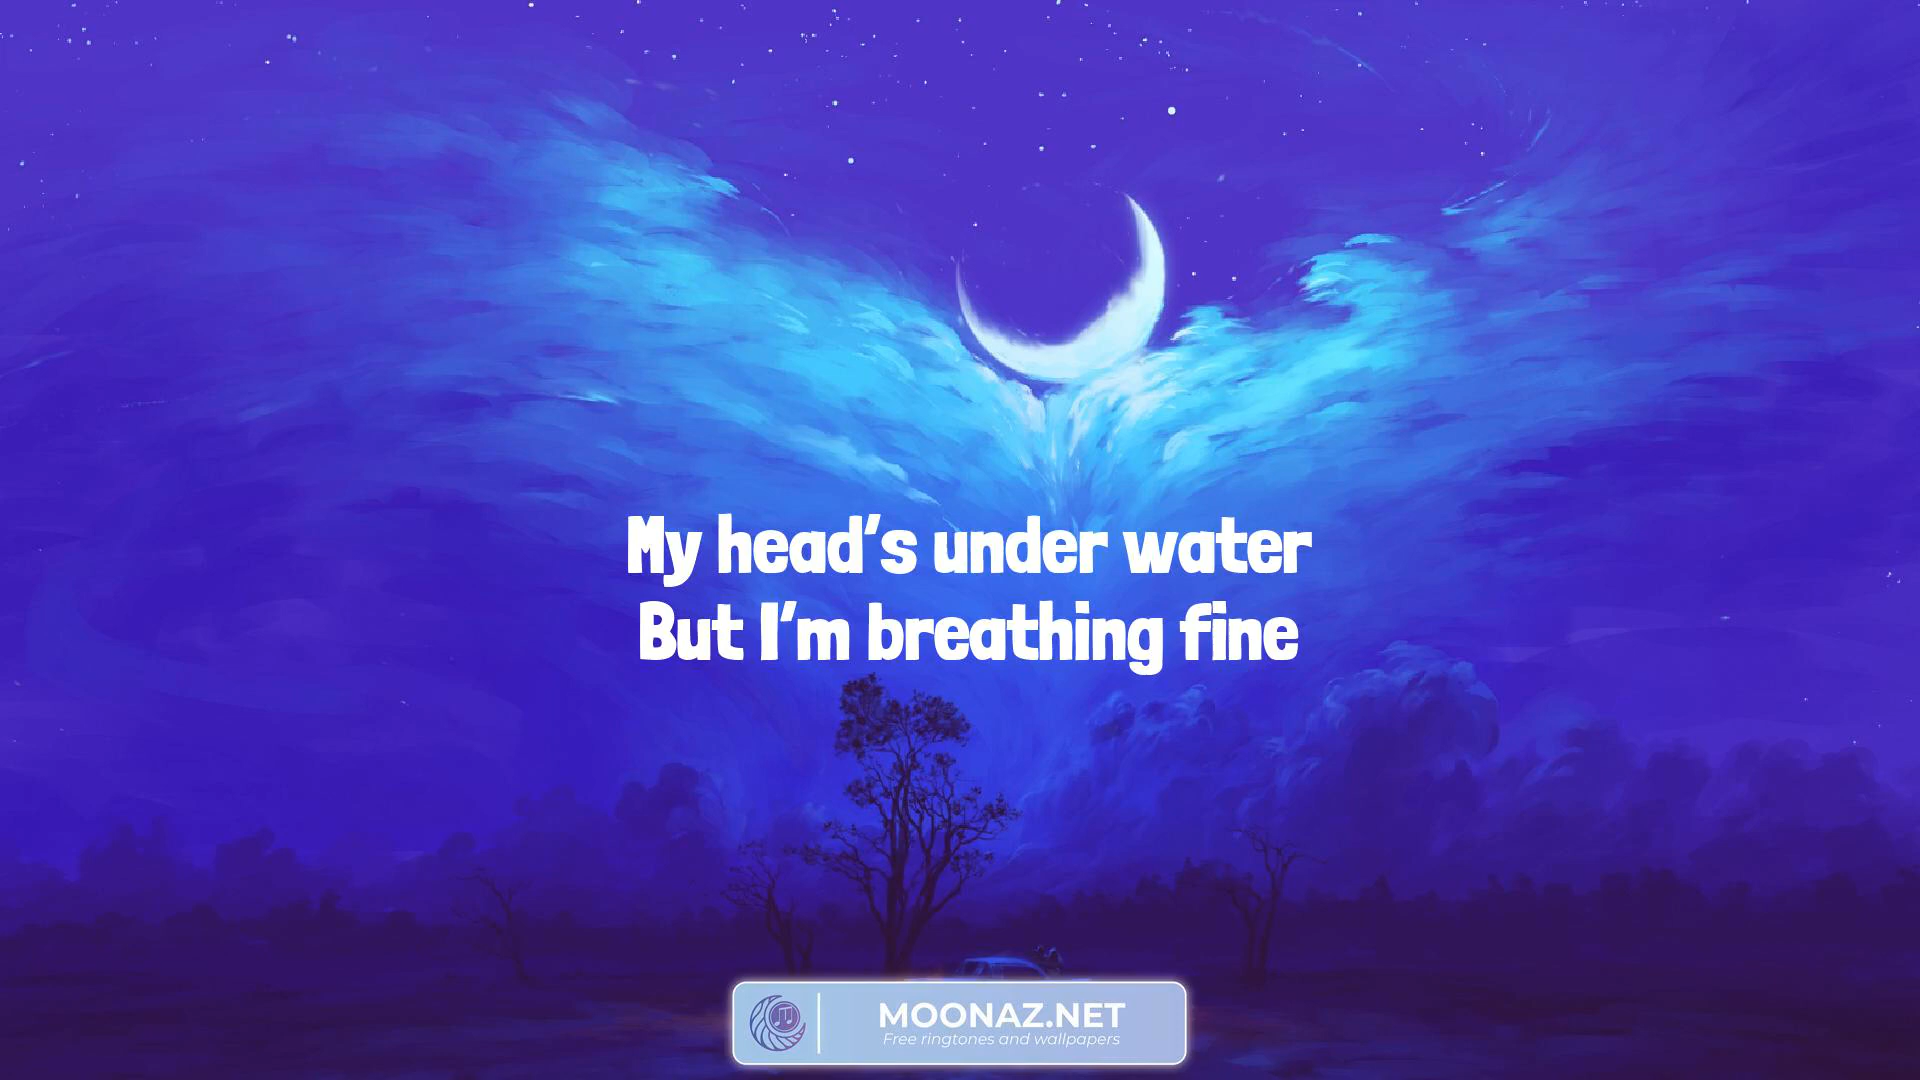 My head's under water
But I'm breathing fine
MOONAZ.NET
Free ringtones and wallpapers